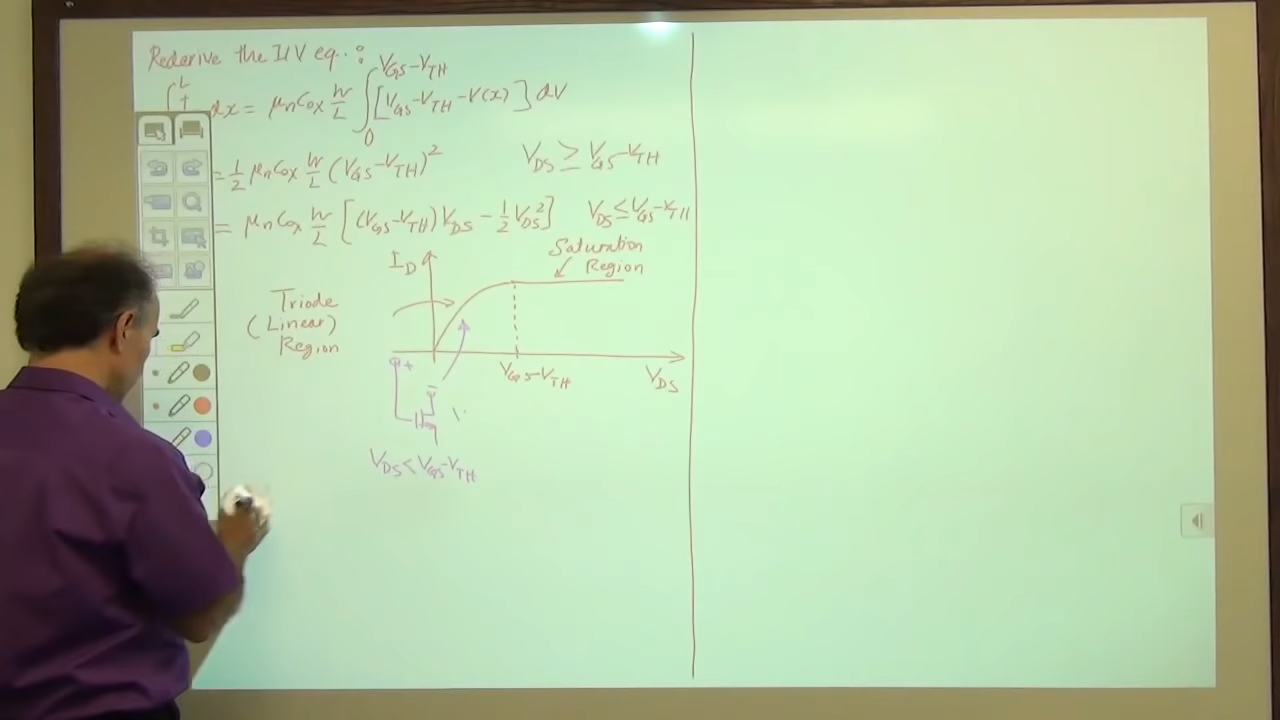 Rederive the I/V eq.:
dx = μnCox W/L ∫₀^(VGS-VTH) [VGS-VTH-V(x)] dV
= 1/2 μnCox W/L (VGS-VTH)² VDS ≥ VGS-VTH
= μnCox W/L [(VGS-VTH)VDS - 1/2 VDS²] VDS ≤ VGS-VTH
Saturation
Region
ID
Triode
(Linear)
Region
VGS-VTH
VDS
+
VDS < VGS-VTH